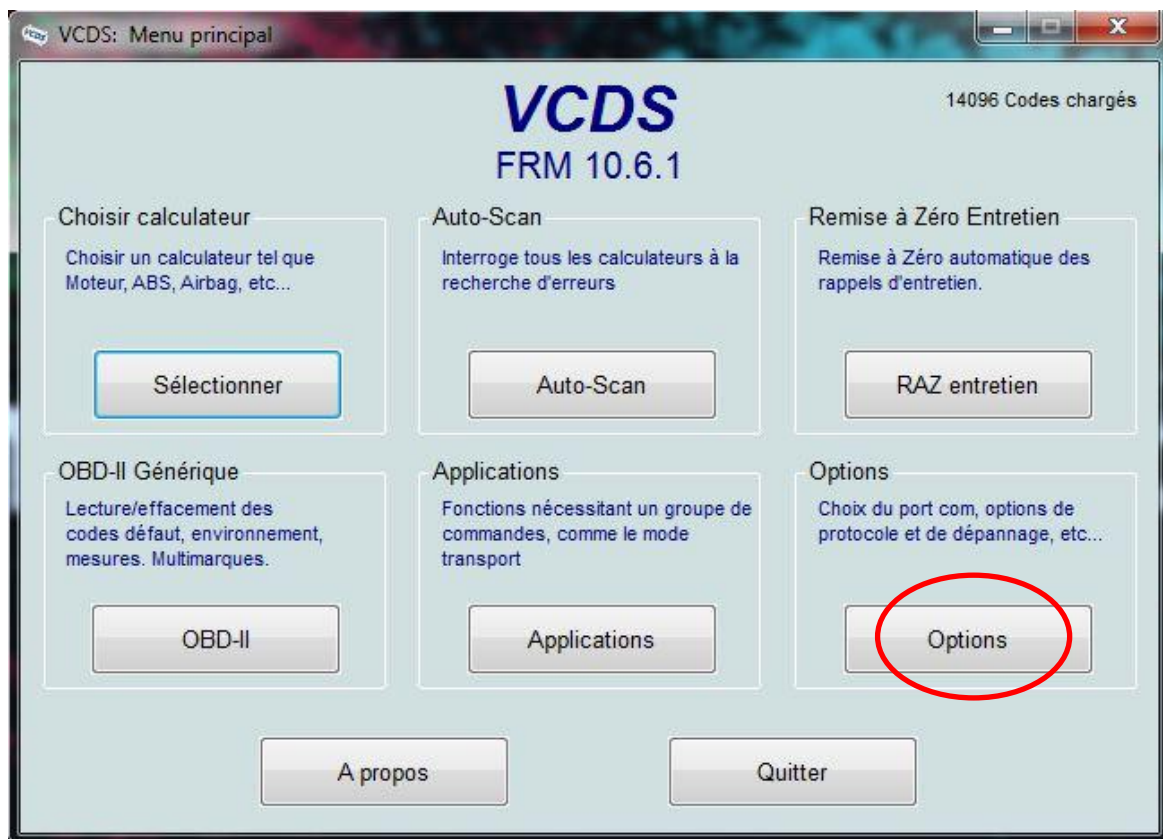 VCDS: Menu principal
VCDS
FRM 10.6.1
14096 Codes chargés
Choisir calculateur
Choisir un calculateur tel que
Moteur, ABS, Airbag, etc...
Sélectionner
Auto-Scan
Interroge tous les calculateurs à la
recherche d'erreurs
Auto-Scan
Remise à Zéro Entretien
Remise à Zéro automatique des
rappels d'entretien.
RAZ entretien
OBD-II Générique
Lecture/effacement des
codes défaut, environnement,
mesures. Multimarques.
OBD-II
Applications
Fonctions nécessitant un groupe de
commandes, comme le mode
transport
Applications
Options
Choix du port com, options de
protocole et de dépannage, etc...
Options
A propos
Quitter